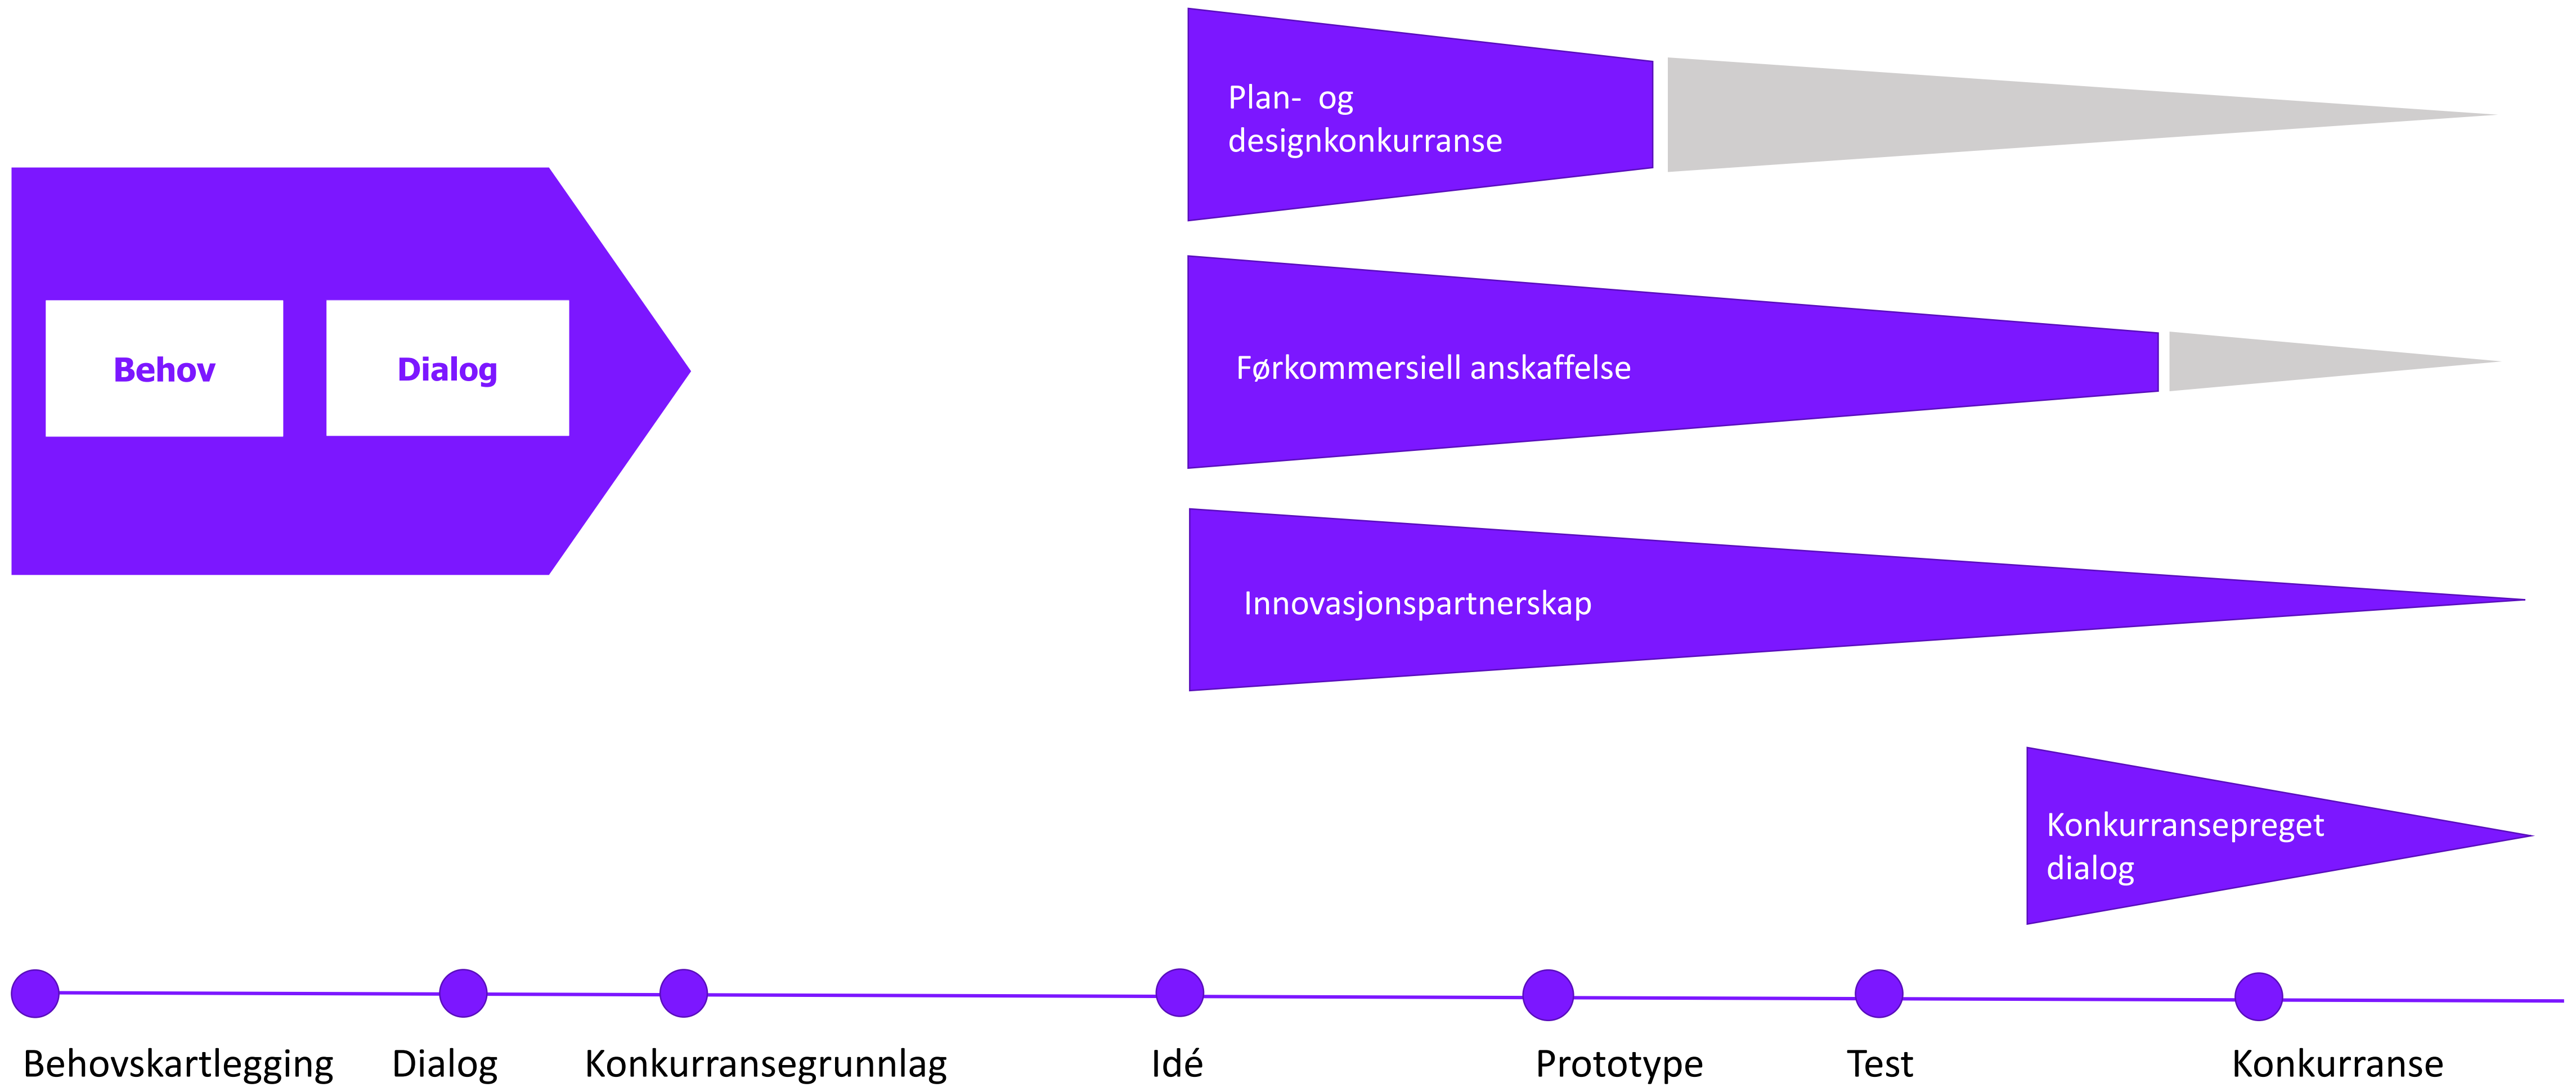 Plan-  og
designkonkurranse
Behov
Dialog
Førkommersiell anskaffelse
Innovasjonspartnerskap
Konkurransepreget
dialog
Behovskartlegging
Dialog
Konkurransegrunnlag
Idé
Prototype
Test
Konkurranse